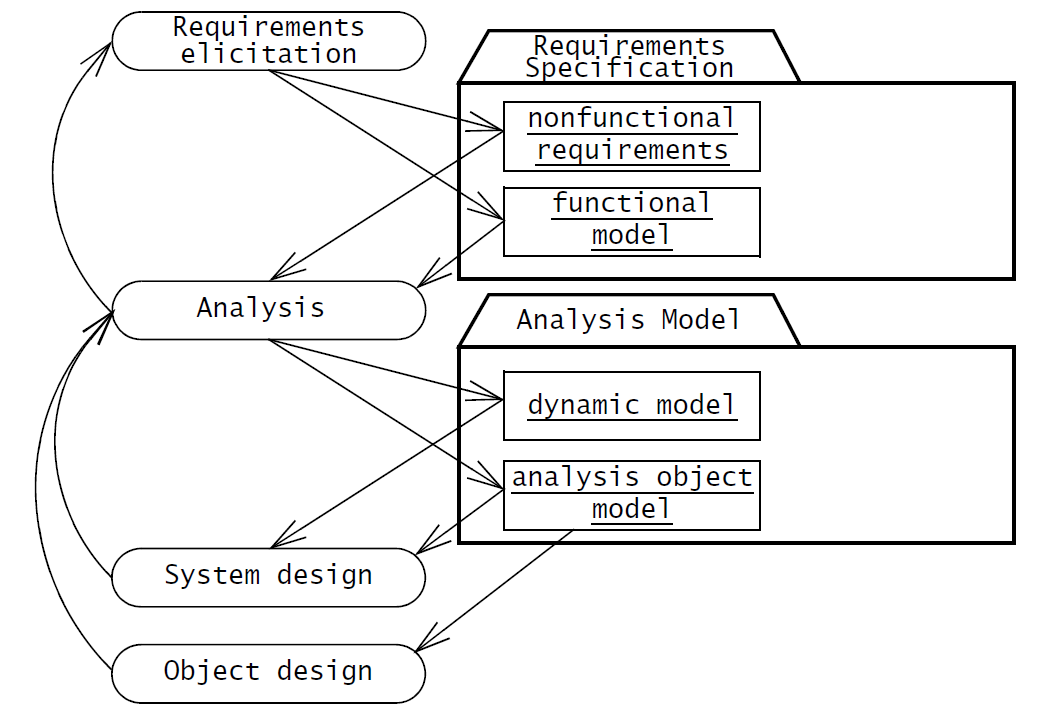 Requirements
elicitation
Requirements
Specification
nonfunctional
requirements
functional
model
Analysis
Analysis Model
dynamic model
analysis object
model
System design
Object design